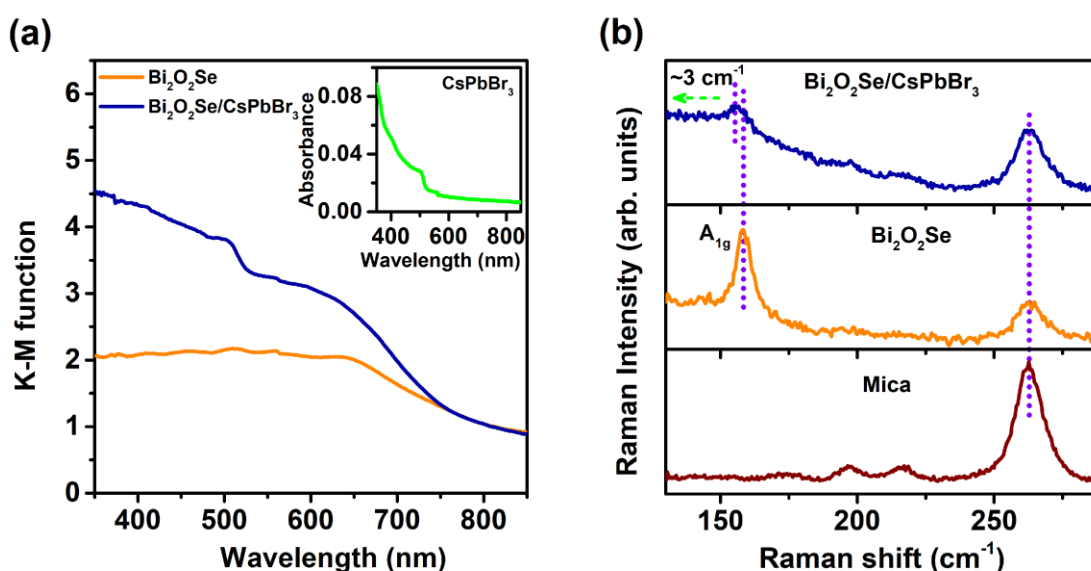 (a)
Bi₂O₂Se
Bi₂O₂Se/CsPbBr₃
K-M function
6
5
4
3
2
1
0
400 500 600 700 800
Wavelength (nm)
CsPbBr₃
Absorbance
0.08
0.04
0.00
400 600 800
Wavelength (nm)
(b)
~3 cm⁻¹
Bi₂O₂Se/CsPbBr₃
A₁g
Bi₂O₂Se
Mica
Raman Intensity (arb. units)
150 200 250
Raman shift (cm⁻¹)